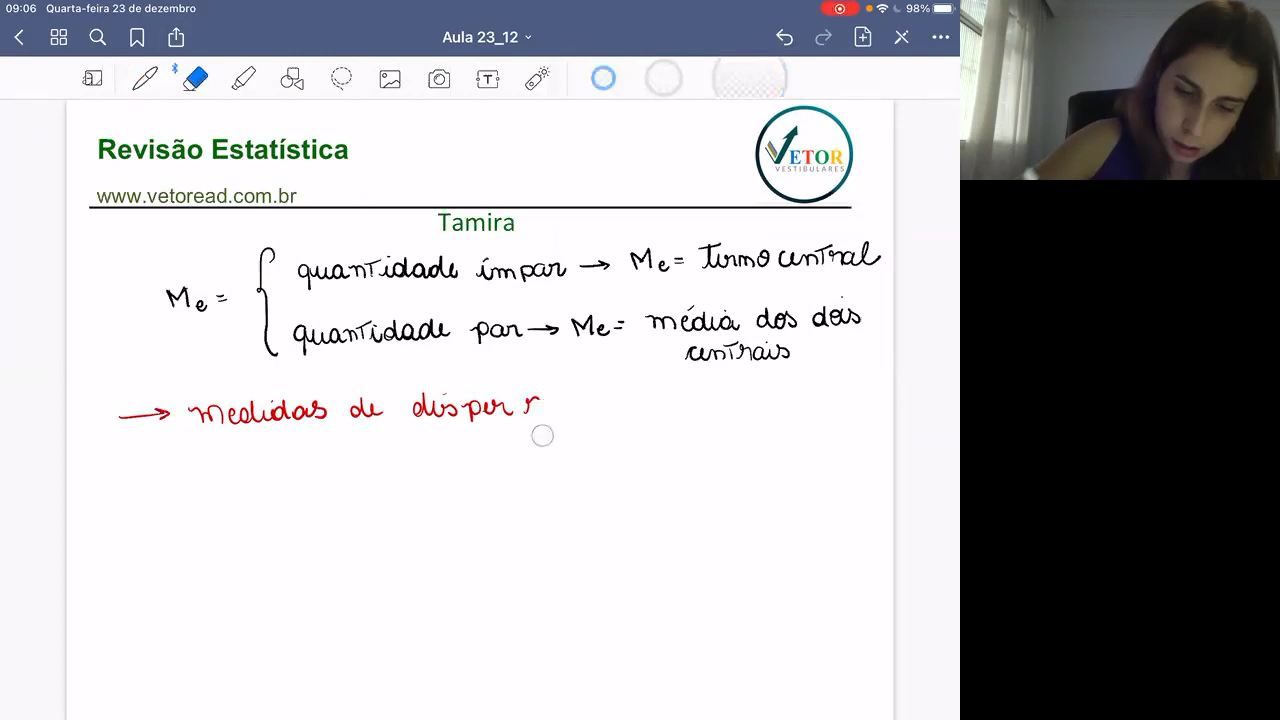 09:06 Quarta-feira 23 de dezembro
98%
Aula 23_12
T
Revisão Estatística
VETOR
VESTIBULARES
www.vetoread.com.br
Tamira
Me = { quantidade ímpar → Me = termo central
quantidade par → Me = média dos dois
centrais
→ medidas de disper